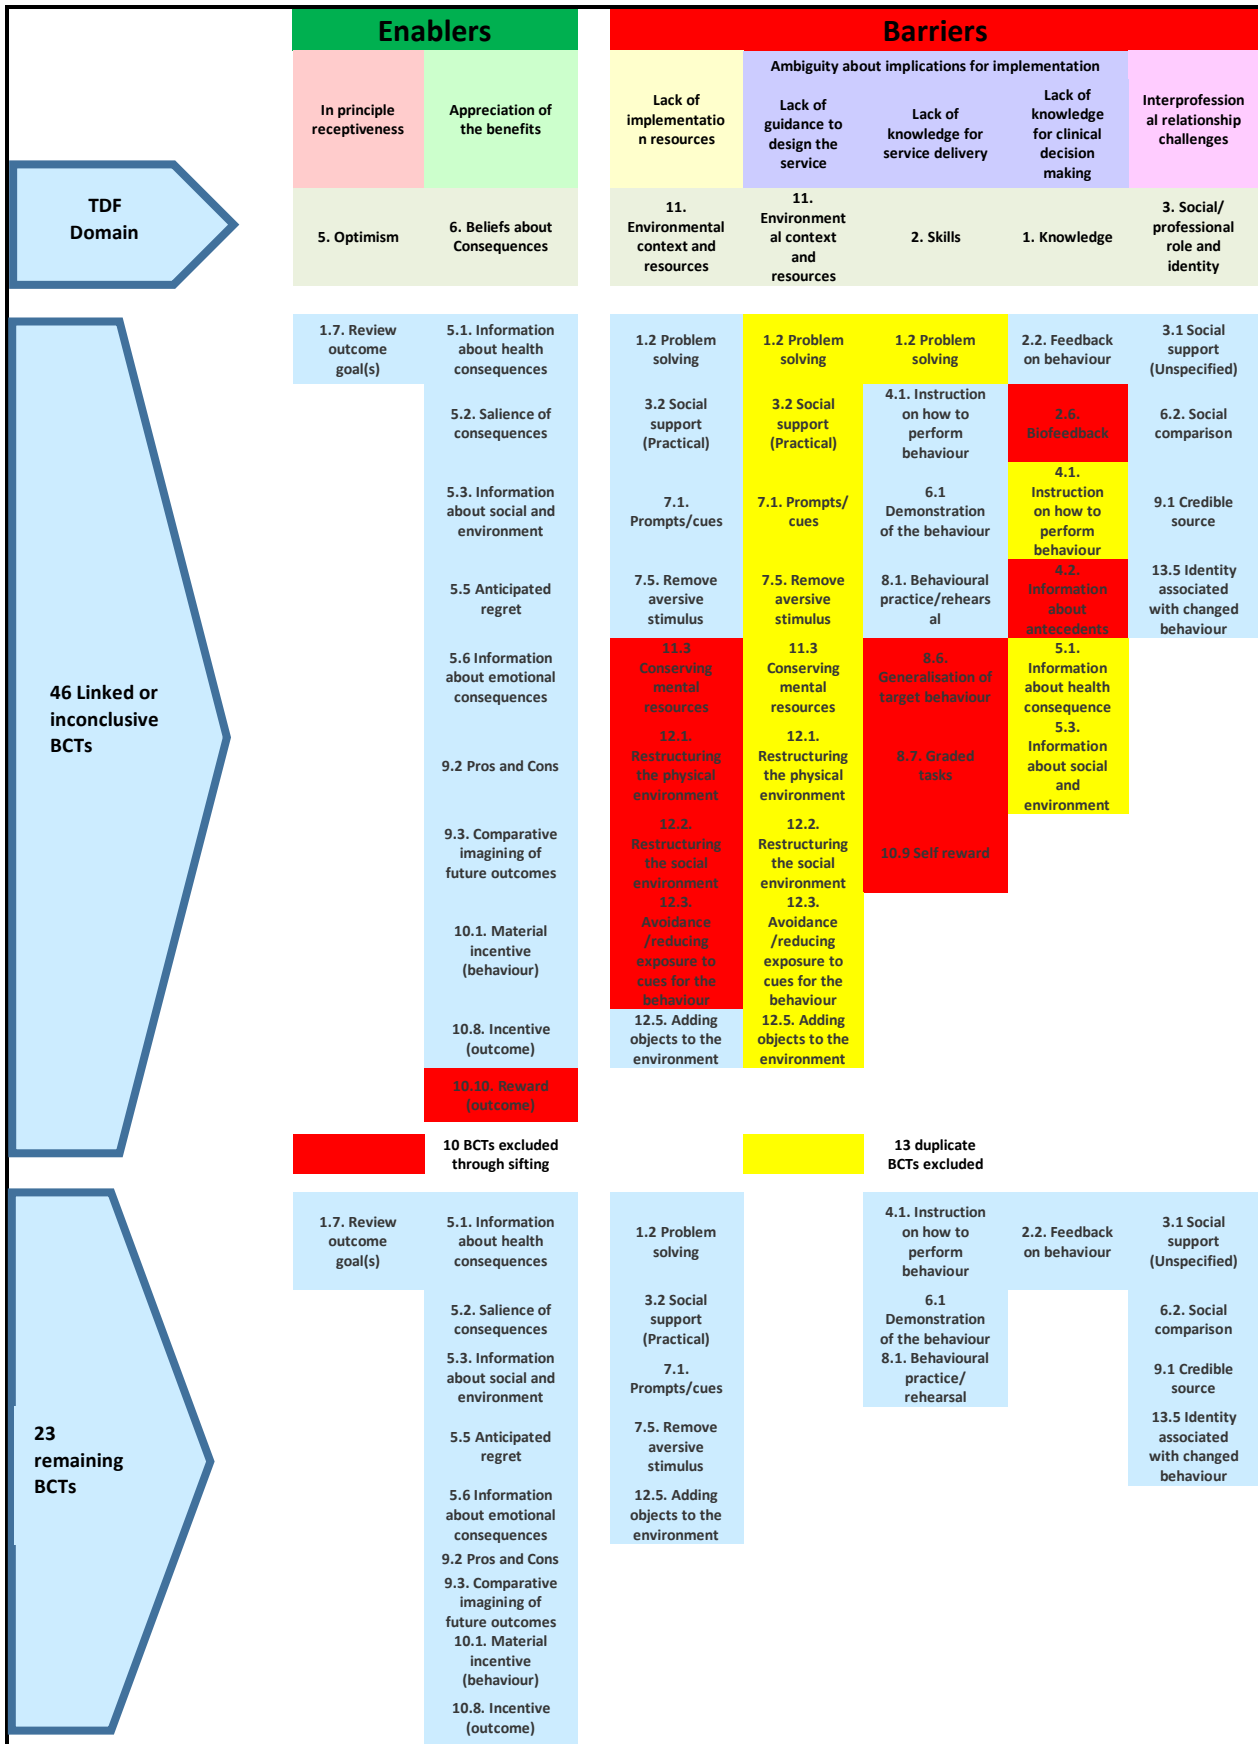 Enablers
Barriers
In principle
receptiveness
Appreciation of
the benefits
Lack of
implementatio
n resources
Ambiguity about implications for implementation
Lack of
guidance to
design the
service
Lack of
knowledge for
service delivery
Lack of
knowledge
for clinical
decision
making
Interprofession
al relationship
challenges
TDF
Domain
5. Optimism
6. Beliefs about
Consequences
11.
Environmental
context and
resources
11.
Environment
al context
and
resources
2. Skills
1. Knowledge
3. Social/
professional
role and
identity
46 Linked or
inconclusive
BCTs
1.7. Review
outcome
goal(s)
5.1. Information
about health
consequences
1.2 Problem
solving
1.2 Problem
solving
1.2 Problem
solving
2.2. Feedback
on behaviour
3.1 Social
support
(Unspecified)
5.2. Salience of
consequences
3.2 Social
support
(Practical)
3.2 Social
support
(Practical)
4.1. Instruction
on how to
perform
behaviour
2.6.
Biofeedback
6.2. Social
comparison
5.3. Information
about social and
environment
7.1.
Prompts/cues
7.1. Prompts/
cues
6.1
Demonstration
of the behaviour
4.1.
Instruction
on how to
perform
behaviour
9.1 Credible
source
5.5 Anticipated
regret
7.5. Remove
aversive
stimulus
7.5. Remove
aversive
stimulus
8.1. Behavioural
practice/rehears
al
4.2.
Information
about
antecedents
13.5 Identity
associated
with changed
behaviour
5.6 Information
about emotional
consequences
11.3
Conserving
mental
resources
11.3
Conserving
mental
resources
8.6.
Generalisation of
target behaviour
5.1.
Information
about health
consequence
9.2 Pros and Cons
12.1.
Restructuring
the physical
environment
12.1.
Restructuring
the physical
environment
8.7. Graded
tasks
5.3.
Information
about social
and
environment
9.3. Comparative
imagining of
future outcomes
12.2.
Restructuring
the social
environment
12.2.
Restructuring
the social
environment
10.9 Self reward
10.1. Material
incentive
(behaviour)
12.3.
Avoidance
/reducing
exposure to
cues for the
behaviour
12.3.
Avoidance
/reducing
exposure to
cues for the
behaviour
10.8. Incentive
(outcome)
12.5. Adding
objects to the
environment
12.5. Adding
objects to the
environment
10.10. Reward
(outcome)
10 BCTs excluded
through sifting
13 duplicate
BCTs excluded
23
remaining
BCTs
1.7. Review
outcome
goal(s)
5.1. Information
about health
consequences
1.2 Problem
solving
4.1. Instruction
on how to
perform
behaviour
2.2. Feedback
on behaviour
3.1 Social
support
(Unspecified)
5.2. Salience of
consequences
3.2 Social
support
(Practical)
6.1
Demonstration
of the behaviour
6.2. Social
comparison
5.3. Information
about social and
environment
7.1.
Prompts/cues
8.1. Behavioural
practice/
rehearsal
9.1 Credible
source
5.5 Anticipated
regret
7.5. Remove
aversive
stimulus
13.5 Identity
associated
with changed
behaviour
5.6 Information
about emotional
consequences
12.5. Adding
objects to the
environment
9.2 Pros and Cons
9.3. Comparative
imagining of
future outcomes
10.1. Material
incentive
(behaviour)
10.8. Incentive
(outcome)